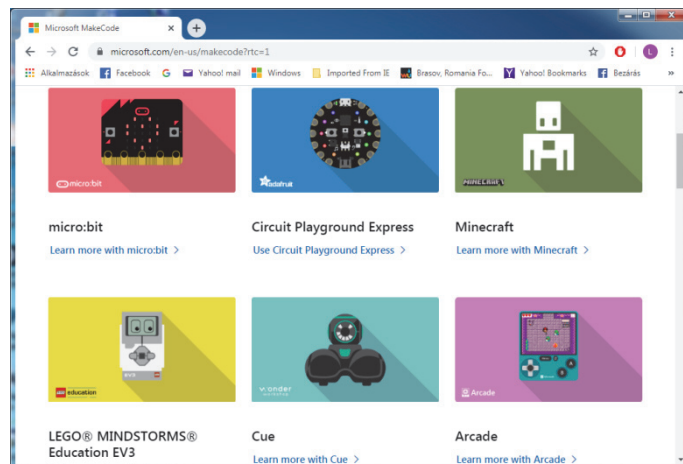 Microsoft MakeCode
microsoft.com/en-us/makecode?rtc=1
L
Alkalmazások Facebook Yahoo! mail Windows Imported From IE Brasov, Romania Fo... Yahoo! Bookmarks Bezárás »
micro:bit
adafruit
MINECRAFT
micro:bit
Circuit Playground Express
Minecraft
Learn more with micro:bit >
Use Circuit Playground Express >
Learn more with Minecraft >
EV3
education
wonder
Arcade
A
B
LEGO® MINDSTORMS® Education EV3
Cue
Arcade
Learn more with Cue >
Learn more with Arcade >